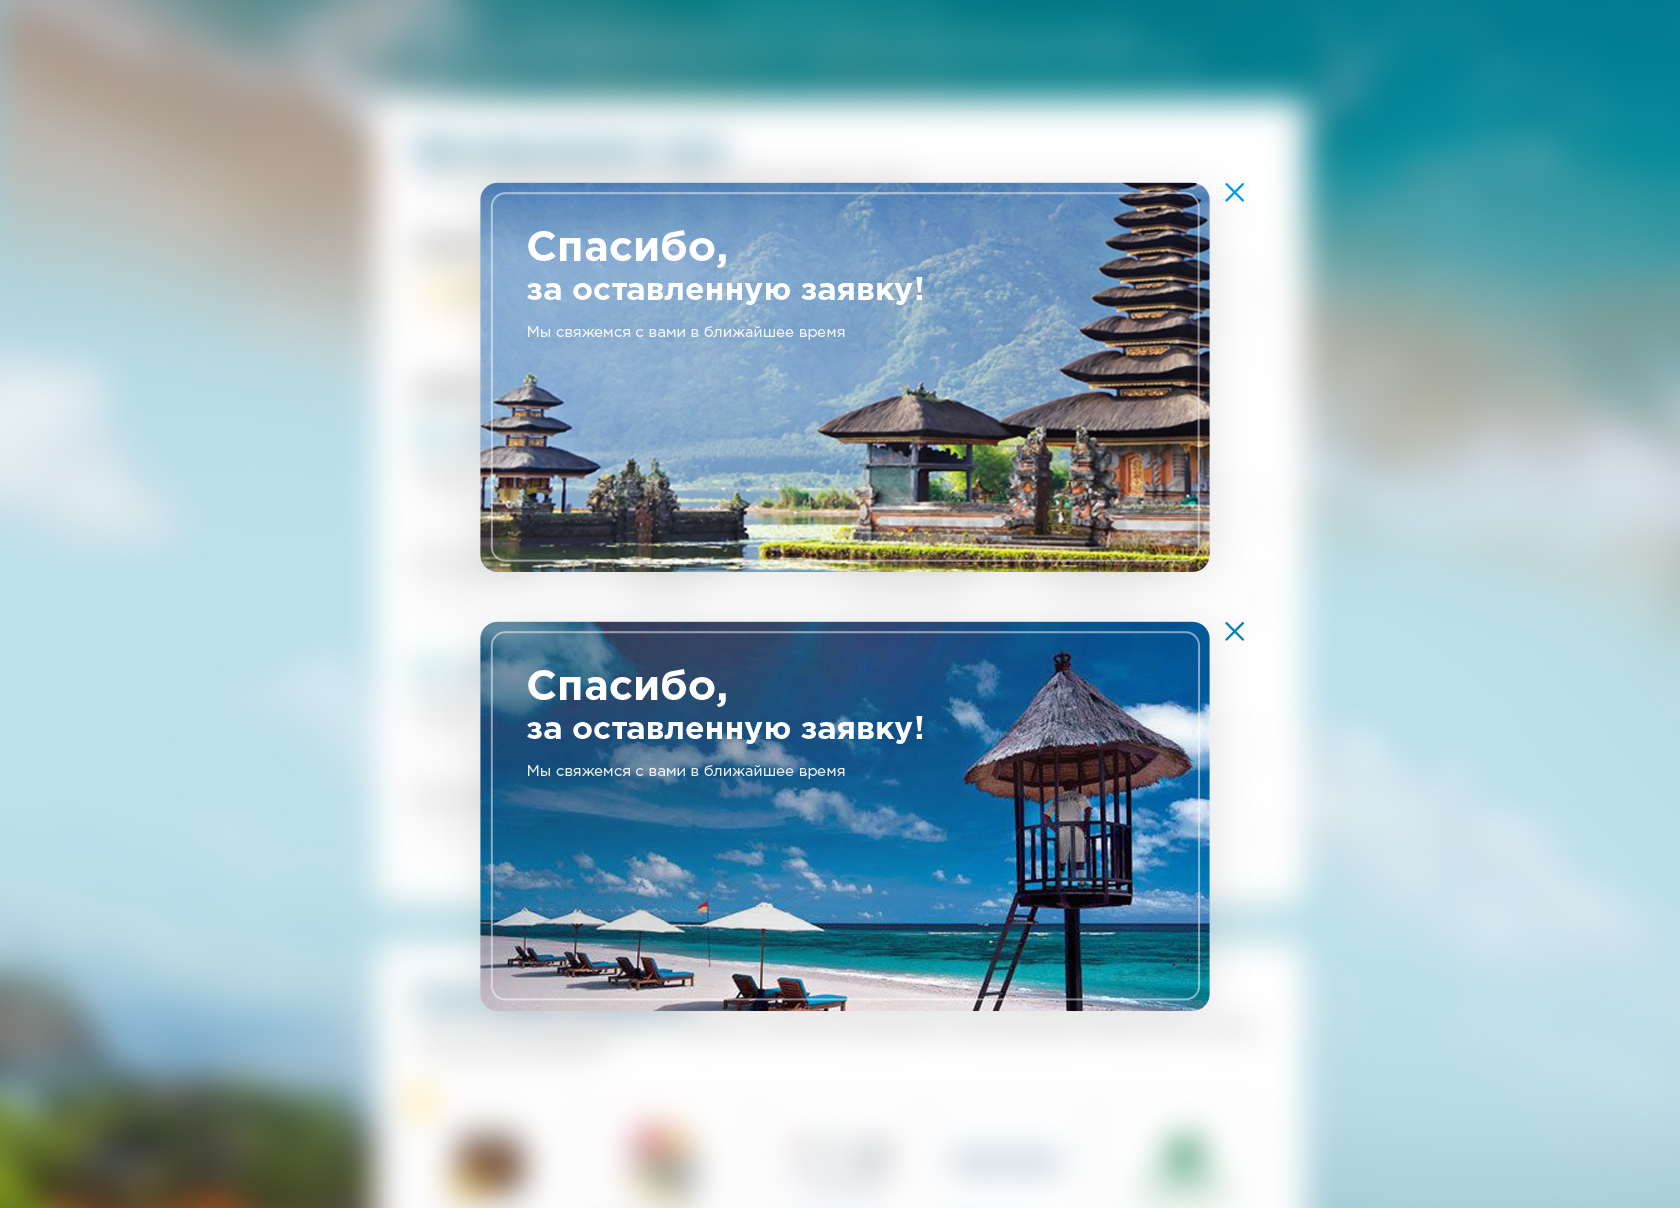 Спасибо,
за оставленную заявку!
Мы свяжемся с вами в ближайшее время
Спасибо,
за оставленную заявку!
Мы свяжемся с вами в ближайшее время